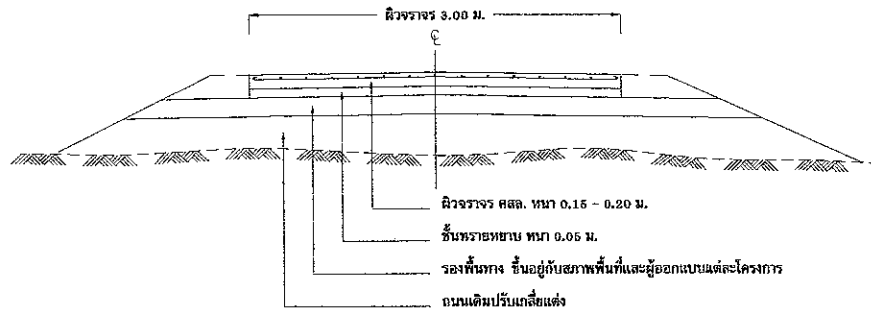 ผิวจราจร 3.00 ม.
℄
ผิวจราจร คสล. หนา 0.15 - 0.20 ม.
ชั้นทรายหยาบ หนา 0.05 ม.
รองพื้นทาง ขึ้นอยู่กับสภาพพื้นที่และผู้ออกแบบแต่ละโครงการ
ถนนเดิมปรับเกลี่ยแต่ง